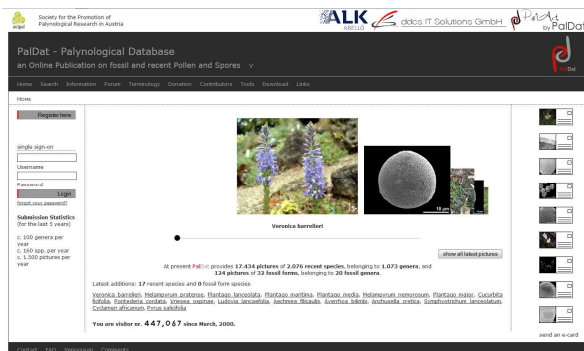 Society for the Promotion of
Palynological Research in Austria
ALK
ABELLÓ
ddcs IT Solutions GmbH
PalArt
by PalDat
PalDat - Palynological Database
an Online Publication on fossil and recent Pollen and Spores v
PalDat
Home Search Information Forum Terminology Donation Contributors Tools Download Links
Home
Register here
single sign-on
Username
Password
Login
forgot your password?
Submission Statistics
(for the last 5 years)
c. 100 genera per
year
c. 160 spp. per year
c. 1.500 pictures per
year
10 µm
Veronica barrelieri
show all latest pictures
At present PalDat provides 17.434 pictures of 2.076 recent species, belonging to 1.073 genera, and
124 pictures of 32 fossil forms, belonging to 20 fossil genera.
Latest additions: 17 recent species and 0 fossil form species
Veronica barrelieri, Melampyrum pratense, Plantago lanceolata, Plantago maritima, Plantago media, Melampyrum nemorosum, Plantago major, Cucurbita
ficifolia, Pontederia cordata, Vriesea ospinae, Ludovia lancaefolia, Aechmea filicaulis, Averrhoa bilimbi, Anchusella cretica, Symphyotrichum lanceolatum,
Cyclamen africanum, Pyrus salicifolia
You are visitor nr. 447,067 since March, 2000.
send an e-card
Contact FAQ Impressum Comments